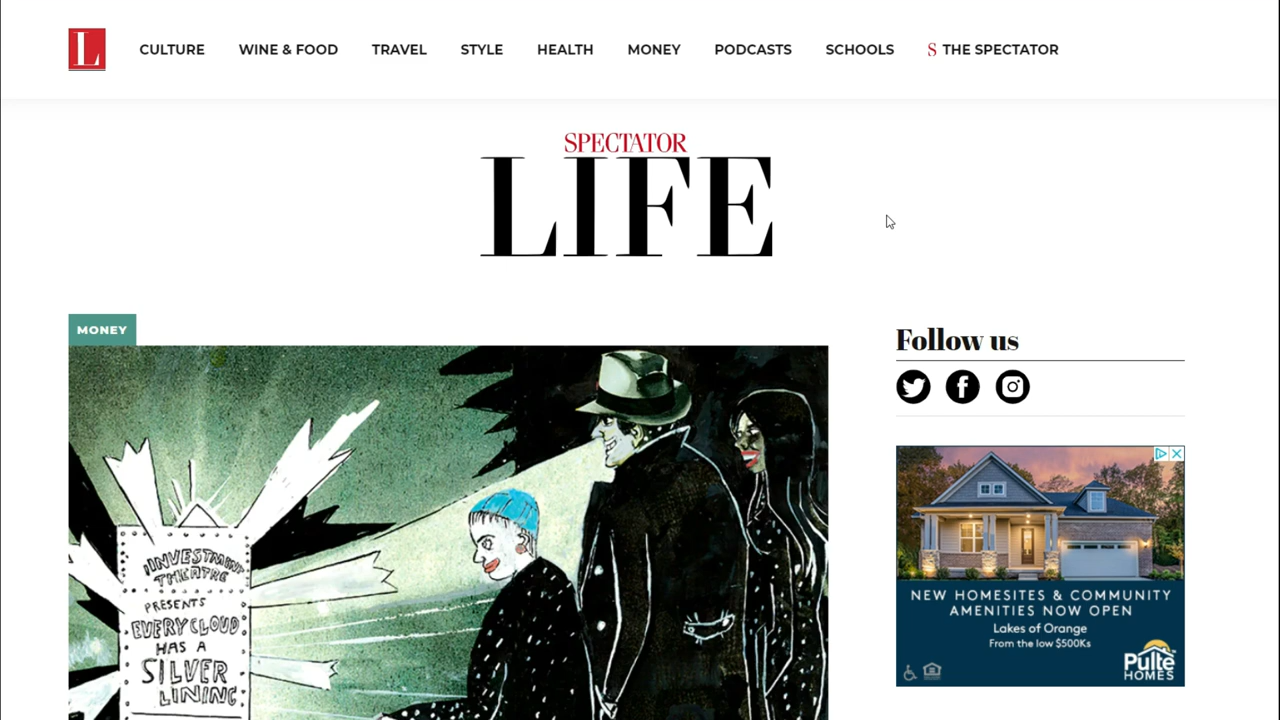 L
CULTURE WINE & FOOD TRAVEL STYLE HEALTH MONEY PODCASTS SCHOOLS S THE SPECTATOR
SPECTATOR
LIFE
MONEY
INVESTMENT
THEATRE
PRESENTS
EVERY CLOUD
HAS A
SILVER
LINING
Follow us
NEW HOMESITES & COMMUNITY
AMENITIES NOW OPEN
Lakes of Orange
From the low $500Ks
Pulte
HOMES